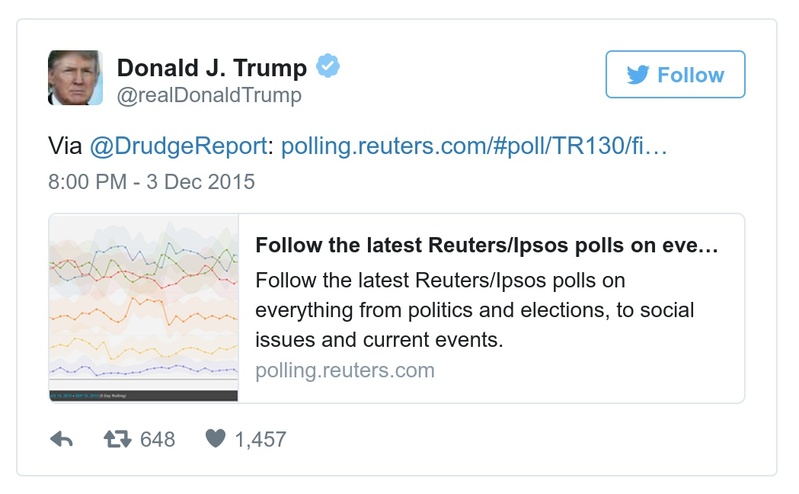 Donald J. Trump
@realDonaldTrump
Follow
Via @DrudgeReport: polling.reuters.com/#poll/TR130/fi…
8:00 PM - 3 Dec 2015
Follow the latest Reuters/Ipsos polls on eve…
Follow the latest Reuters/Ipsos polls on
everything from politics and elections, to social
issues and current events.
polling.reuters.com
648
1,457